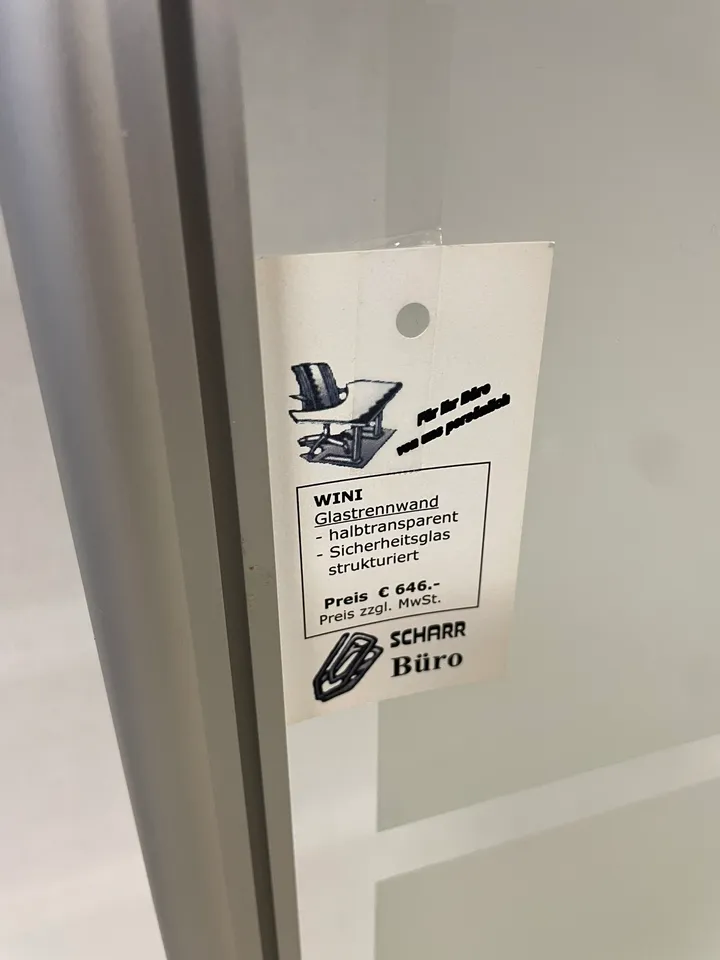 Für Ihr Büro
von uns persönlich
WINI
Glastrennwand
- halbtransparent
- Sicherheitsglas
strukturiert
Preis € 646.-
Preis zzgl. MwSt.
SCHARR
Büro